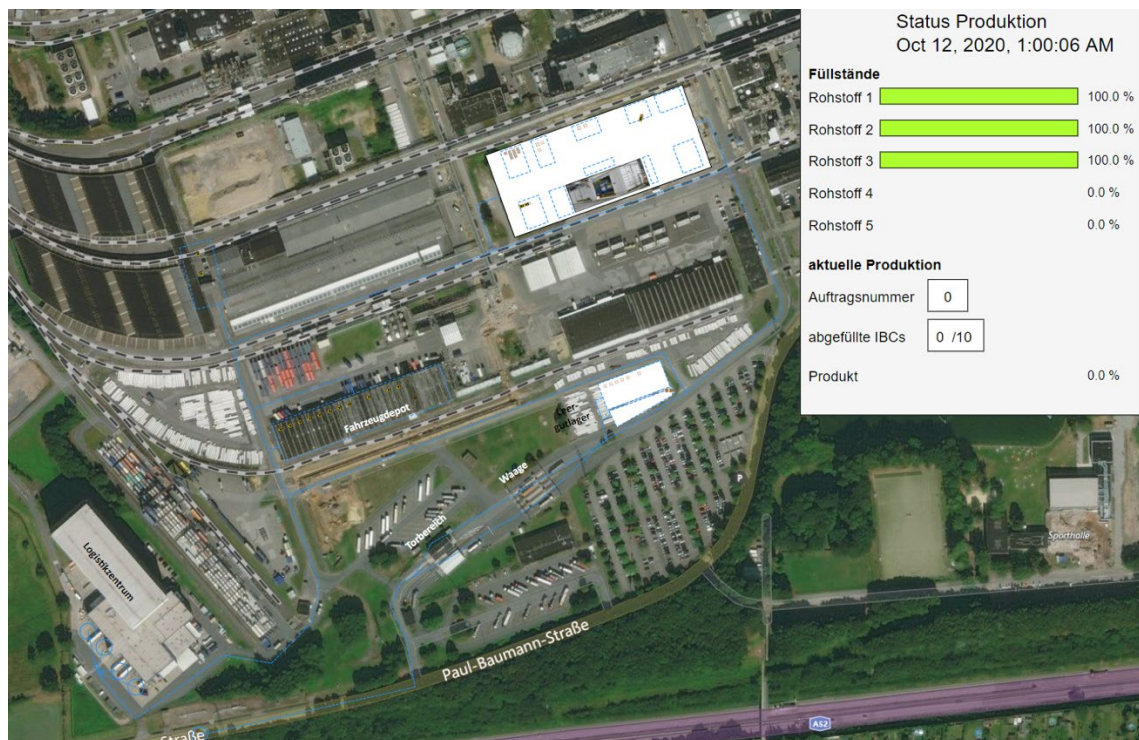 Status Produktion
Oct 12, 2020, 1:00:06 AM
Füllstände
Rohstoff 1 100.0 %
Rohstoff 2 100.0 %
Rohstoff 3 100.0 %
Rohstoff 4 0.0 %
Rohstoff 5 0.0 %
aktuelle Produktion
Auftragsnummer 0
abgefüllte IBCs 0 /10
Produkt 0.0 %
Fahrzeugdepot
Leer-
gutlager
Waage
P
Torbereich
Logistikzentrum
Sporthalle
Paul-Baumann-Straße
Straße
A52